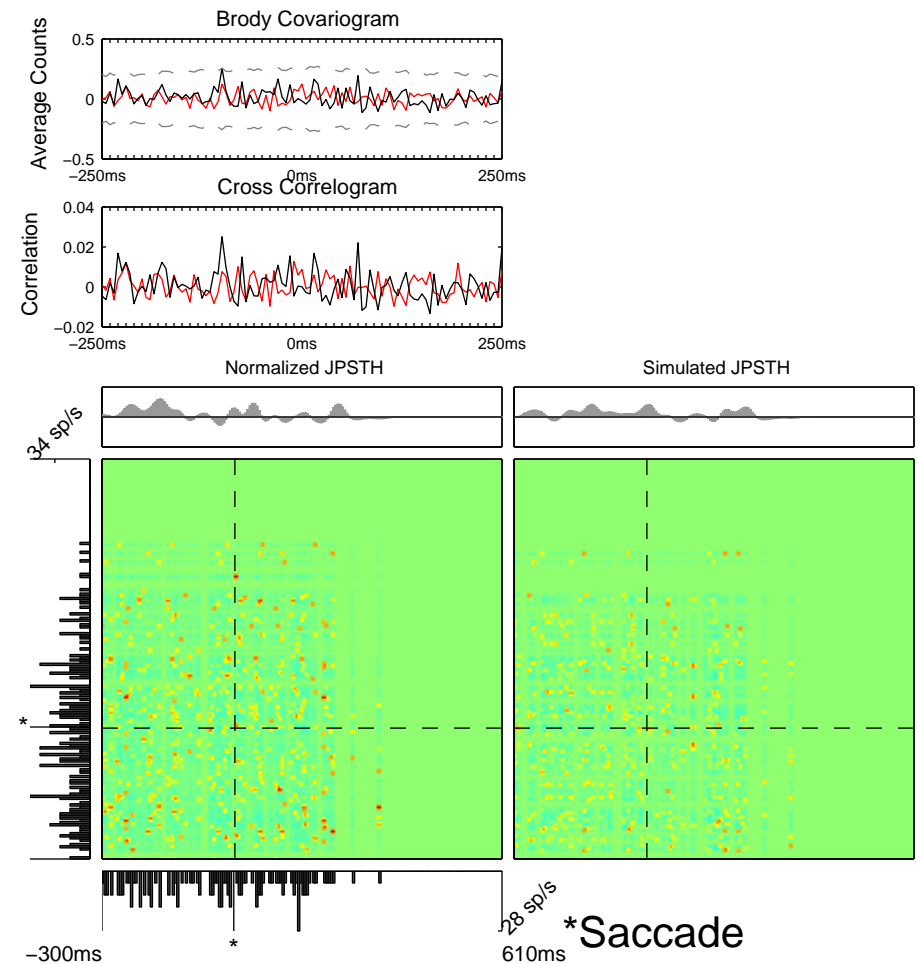 Brody Covariogram
Average Counts
0.5
0
−0.5
−250ms
0ms
250ms
Cross Correlogram
Correlation
0.04
0.02
0
−0.02
−250ms
0ms
250ms
Normalized JPSTH
Simulated JPSTH
34 sp/s
*
28 sp/s
*
−300ms
610ms
*Saccade